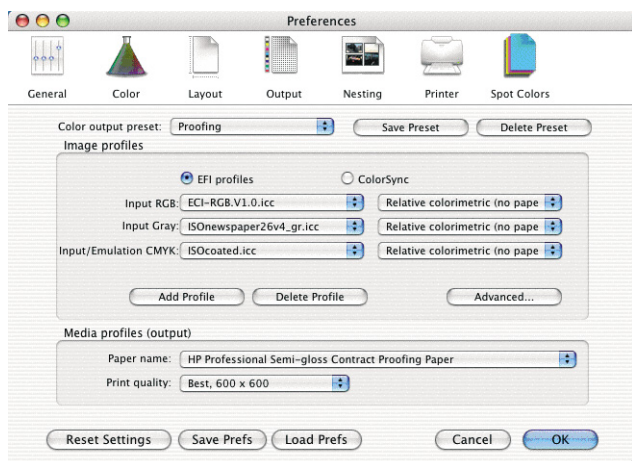 Preferences
General Color Layout Output Nesting Printer Spot Colors
Color output preset: Proofing Save Preset Delete Preset
Image profiles
EFI profiles ColorSync
Input RGB: ECI-RGB.V1.0.icc Relative colorimetric (no pape
Input Gray: ISOnewspaper26v4_gr.icc Relative colorimetric (no pape
Input/Emulation CMYK: ISOcoated.icc Relative colorimetric (no pape
Add Profile Delete Profile Advanced...
Media profiles (output)
Paper name: HP Professional Semi-gloss Contract Proofing Paper
Print quality: Best, 600 x 600
Reset Settings Save Prefs Load Prefs Cancel OK